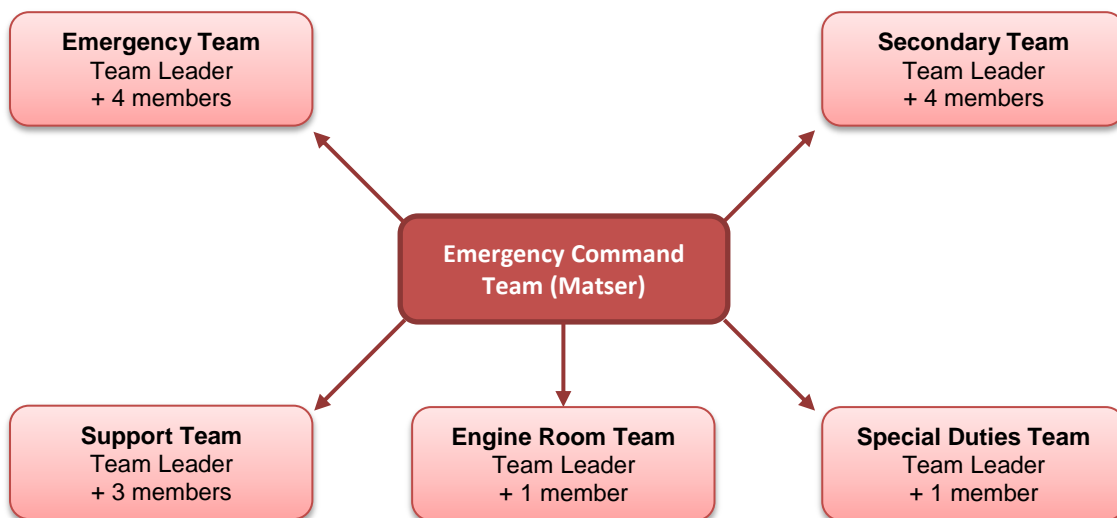 Emergency Team
Team Leader
+ 4 members
Secondary Team
Team Leader
+ 4 members
Emergency Command
Team (Matser)
Support Team
Team Leader
+ 3 members
Engine Room Team
Team Leader
+ 1 member
Special Duties Team
Team Leader
+ 1 member